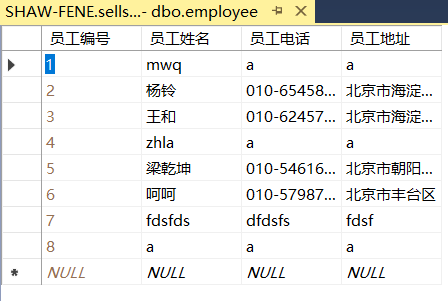 SHAW-FENE.sells...- dbo.employee
员工编号 员工姓名 员工电话 员工地址
1 mwq a a
2 杨铃 010-65458... 北京市海淀...
3 王和 010-62457... 北京市海淀...
4 zhla a a
5 梁乾坤 010-54616... 北京市朝阳...
6 呵呵 010-57987... 北京市丰台区
7 fdsfds dfdsfs fdsf
8 a a a
NULL NULL NULL NULL